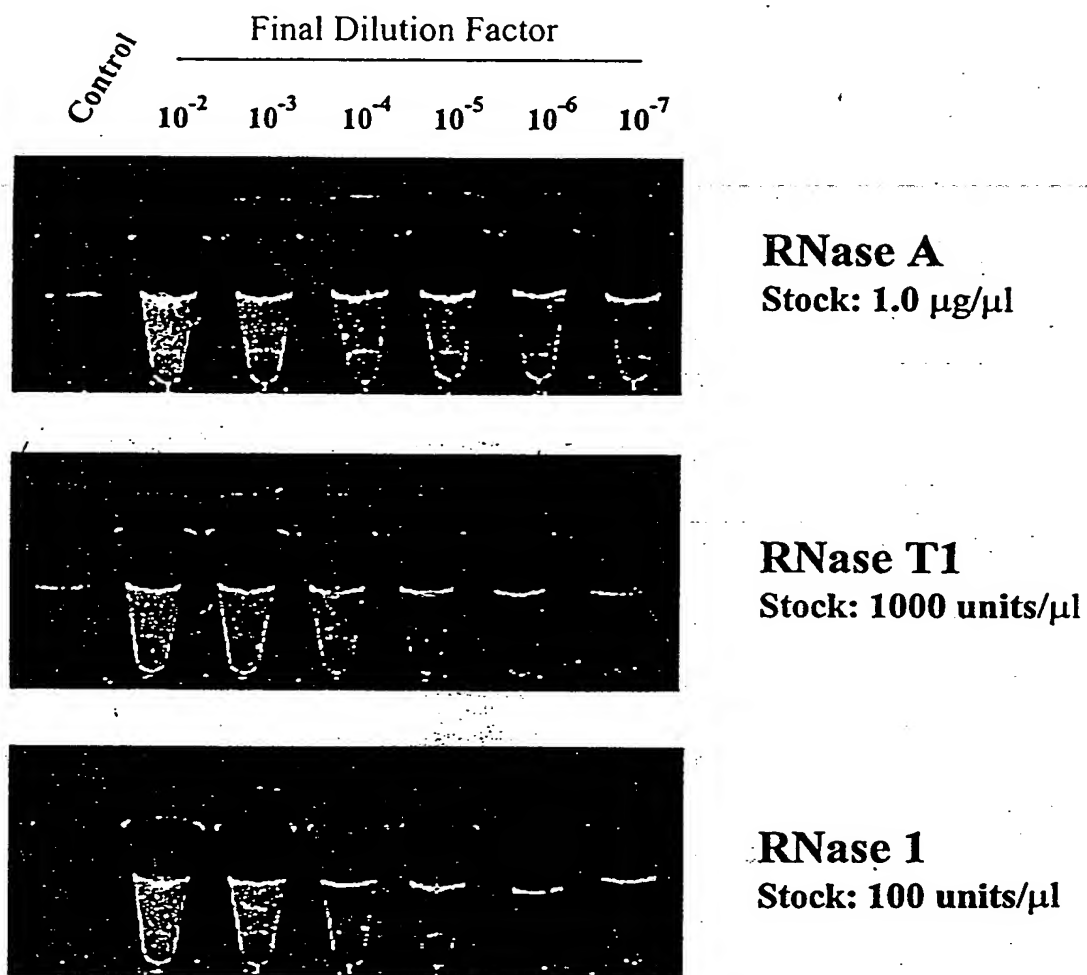 Final Dilution Factor
Control
10⁻² 10⁻³ 10⁻⁴ 10⁻⁵ 10⁻⁶ 10⁻⁷
RNase A
Stock: 1.0 µg/µl
RNase T1
Stock: 1000 units/µl
RNase 1
Stock: 100 units/µl